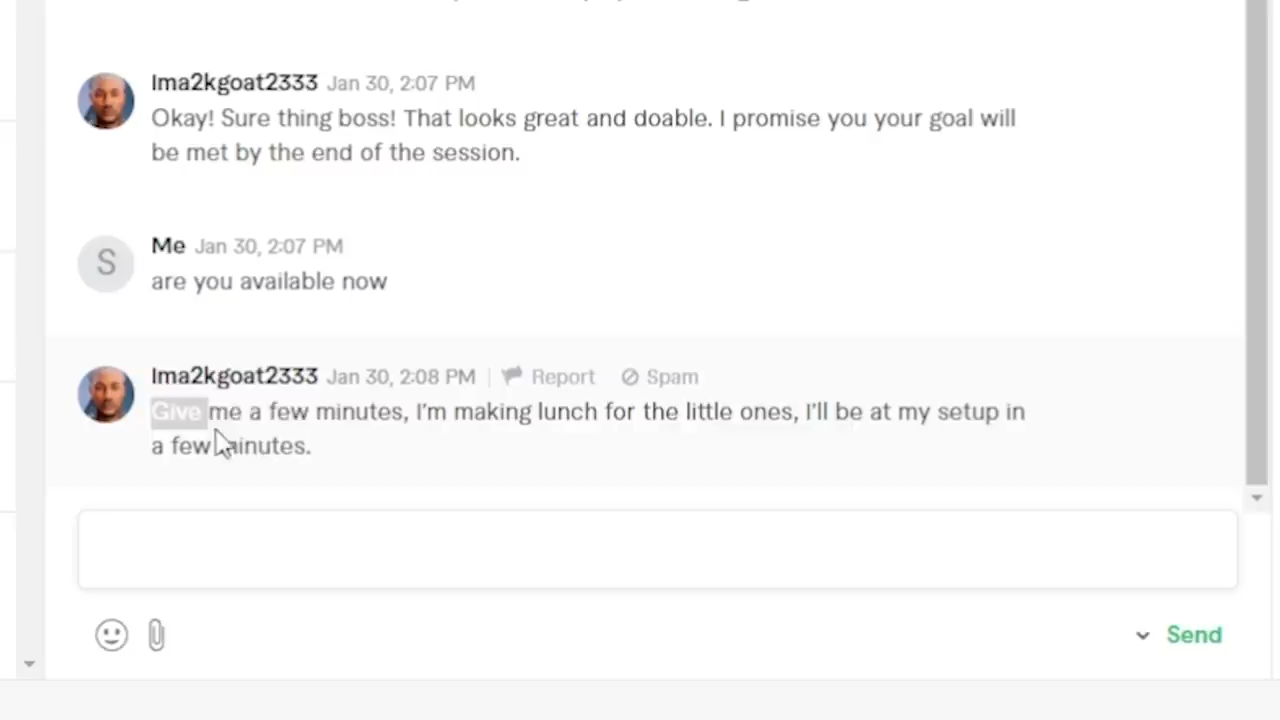 Ima2kgoat2333 Jan 30, 2:07 PM
Okay! Sure thing boss! That looks great and doable. I promise you your goal will
be met by the end of the session.
S
Me Jan 30, 2:07 PM
are you available now
Ima2kgoat2333 Jan 30, 2:08 PM Report Spam
Give me a few minutes, I'm making lunch for the little ones, I'll be at my setup in
a few minutes.
Send